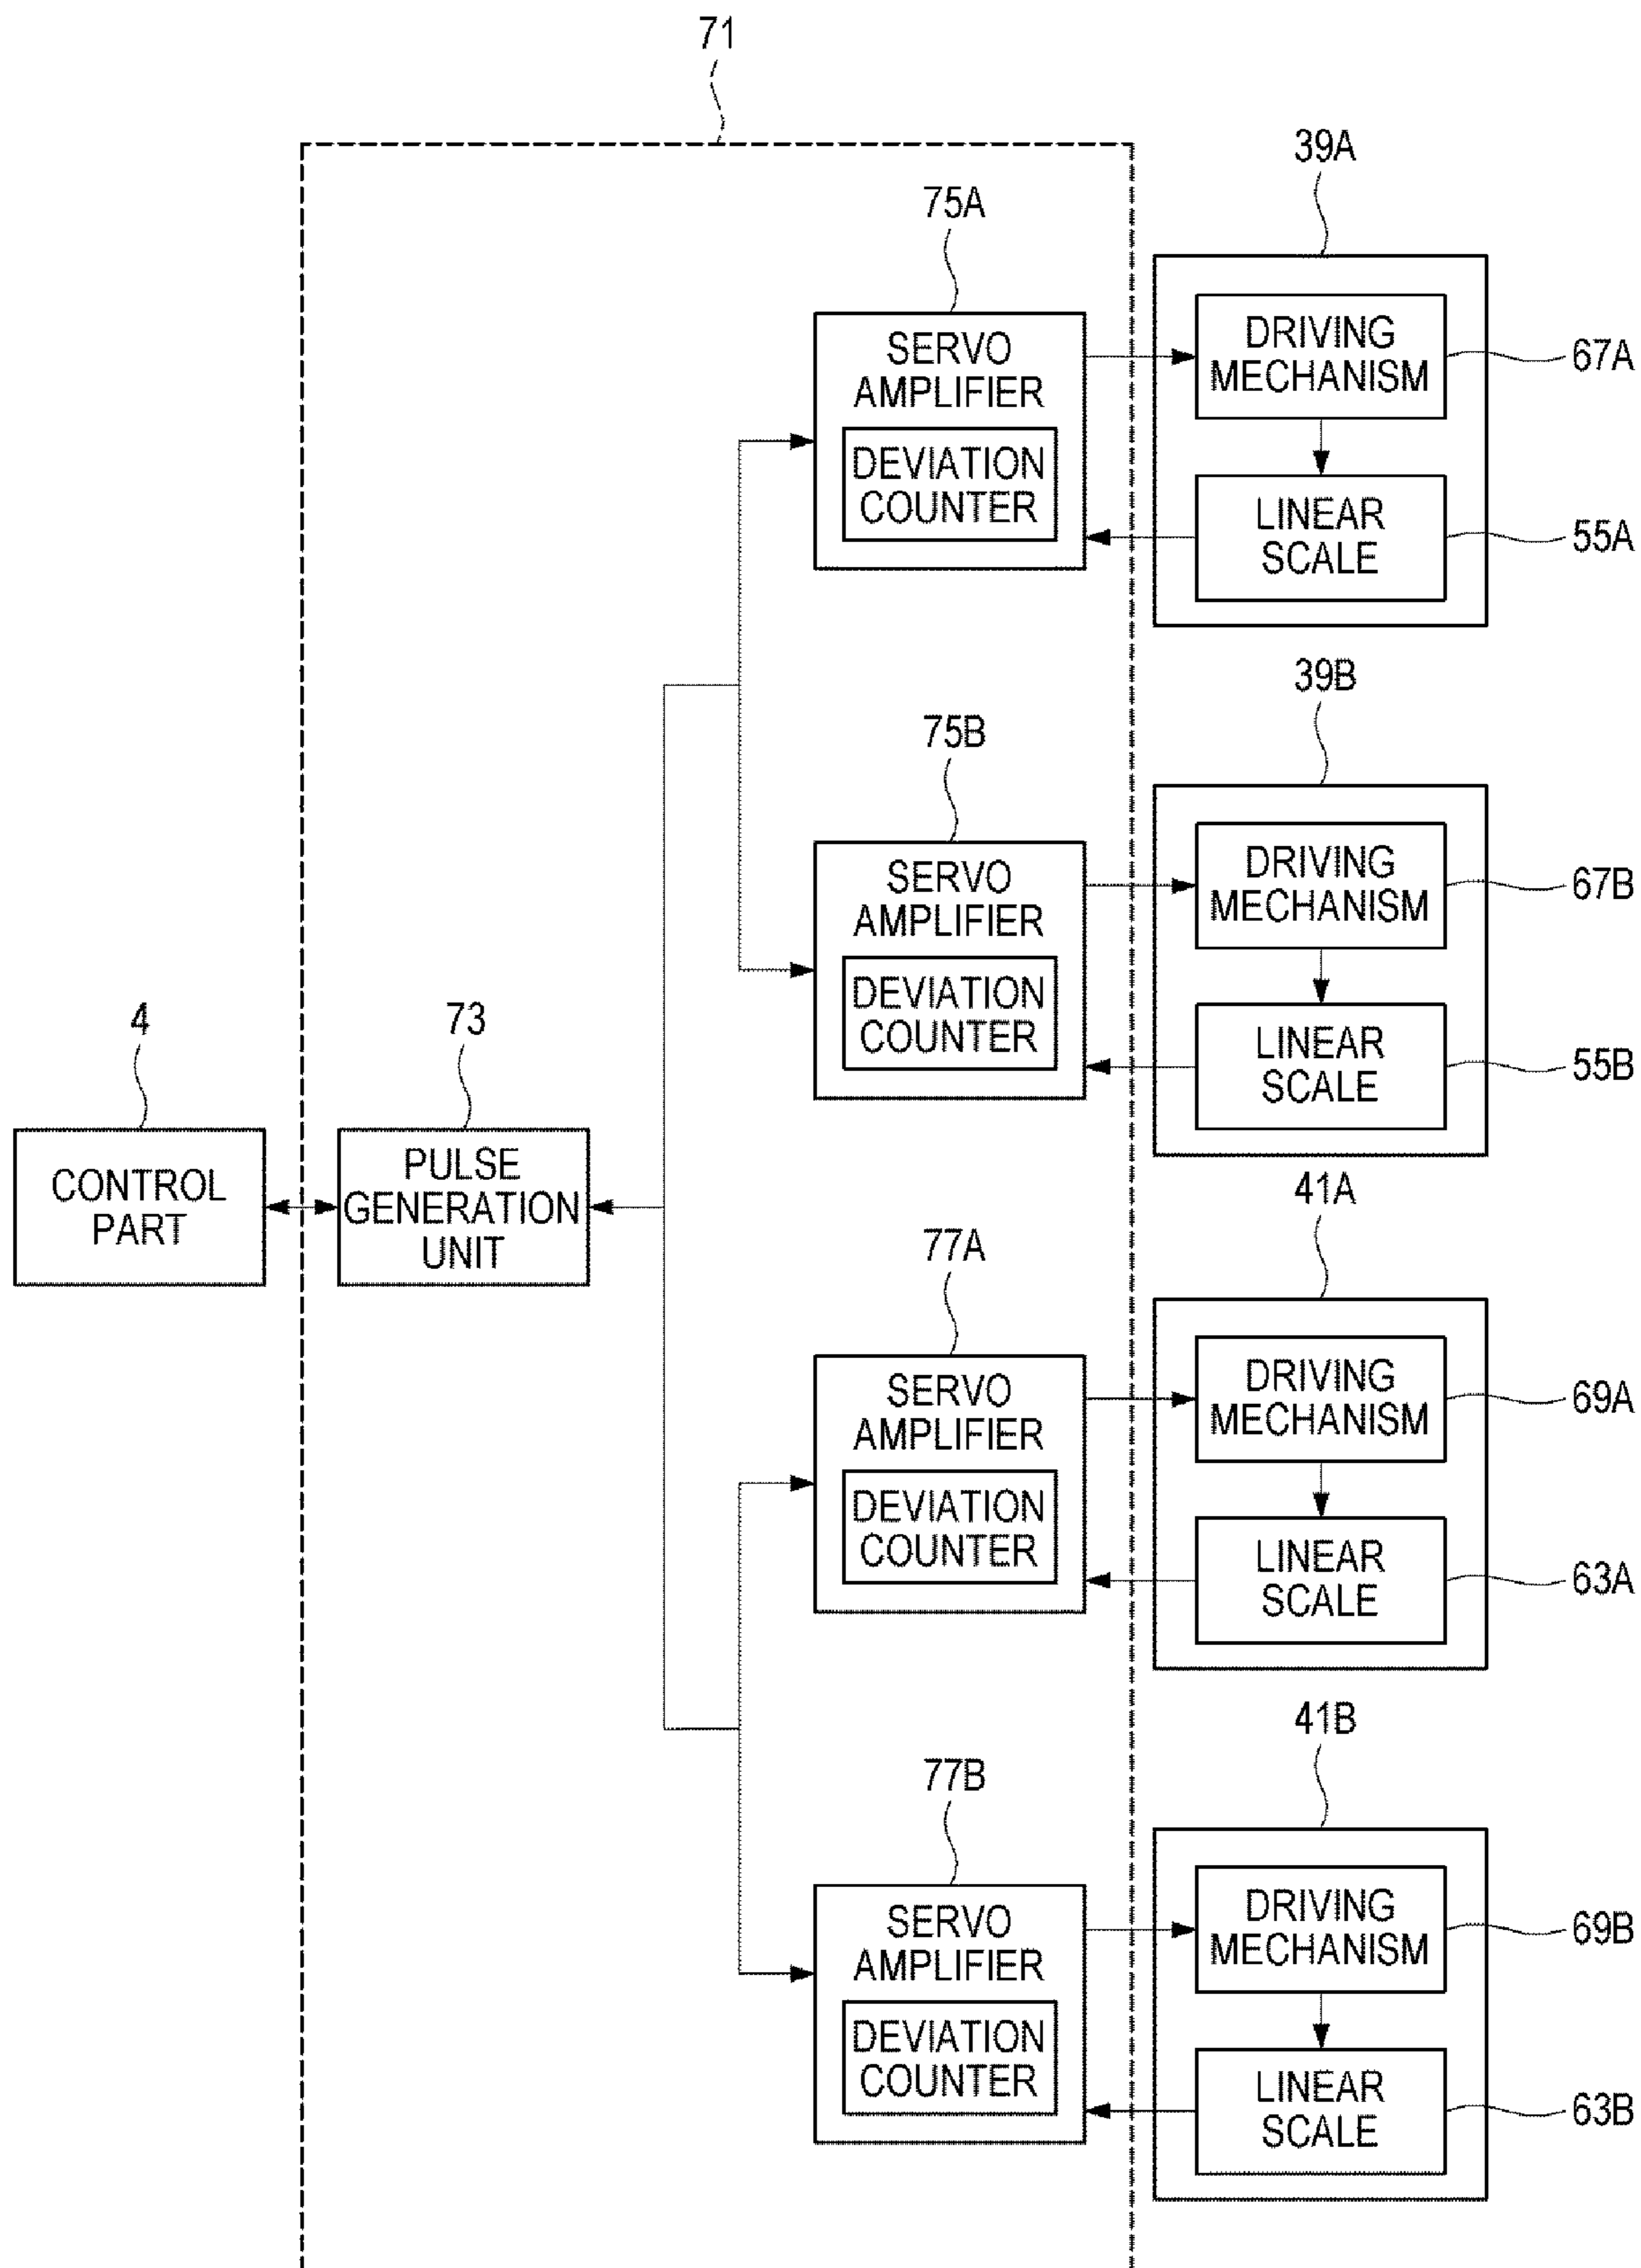 71
39A
75A
SERVO
AMPLIFIER
DEVIATION
COUNTER
DRIVING
MECHANISM
67A
LINEAR
SCALE
55A
39B
75B
SERVO
AMPLIFIER
DEVIATION
COUNTER
DRIVING
MECHANISM
67B
LINEAR
SCALE
55B
4
CONTROL
PART
73
PULSE
GENERATION
UNIT
41A
77A
SERVO
AMPLIFIER
DEVIATION
COUNTER
DRIVING
MECHANISM
69A
LINEAR
SCALE
63A
41B
77B
SERVO
AMPLIFIER
DEVIATION
COUNTER
DRIVING
MECHANISM
69B
LINEAR
SCALE
63B